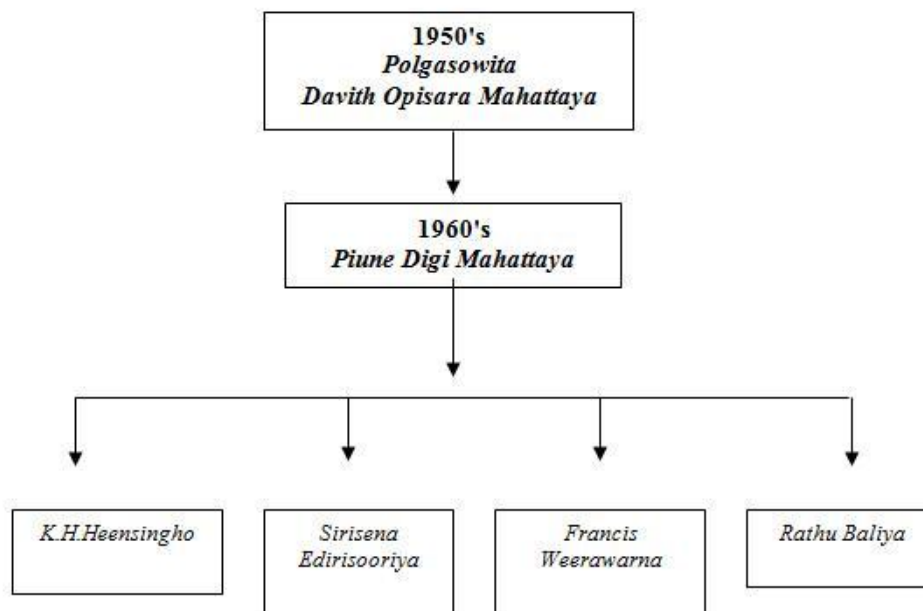 1950's
Polgasowita
Davith Opisara Mahattaya
1960's
Piune Digi Mahattaya
K.H.Heensingho
Sirisena
Edirisooriya
Francis
Weerawarna
Rathu Baliya